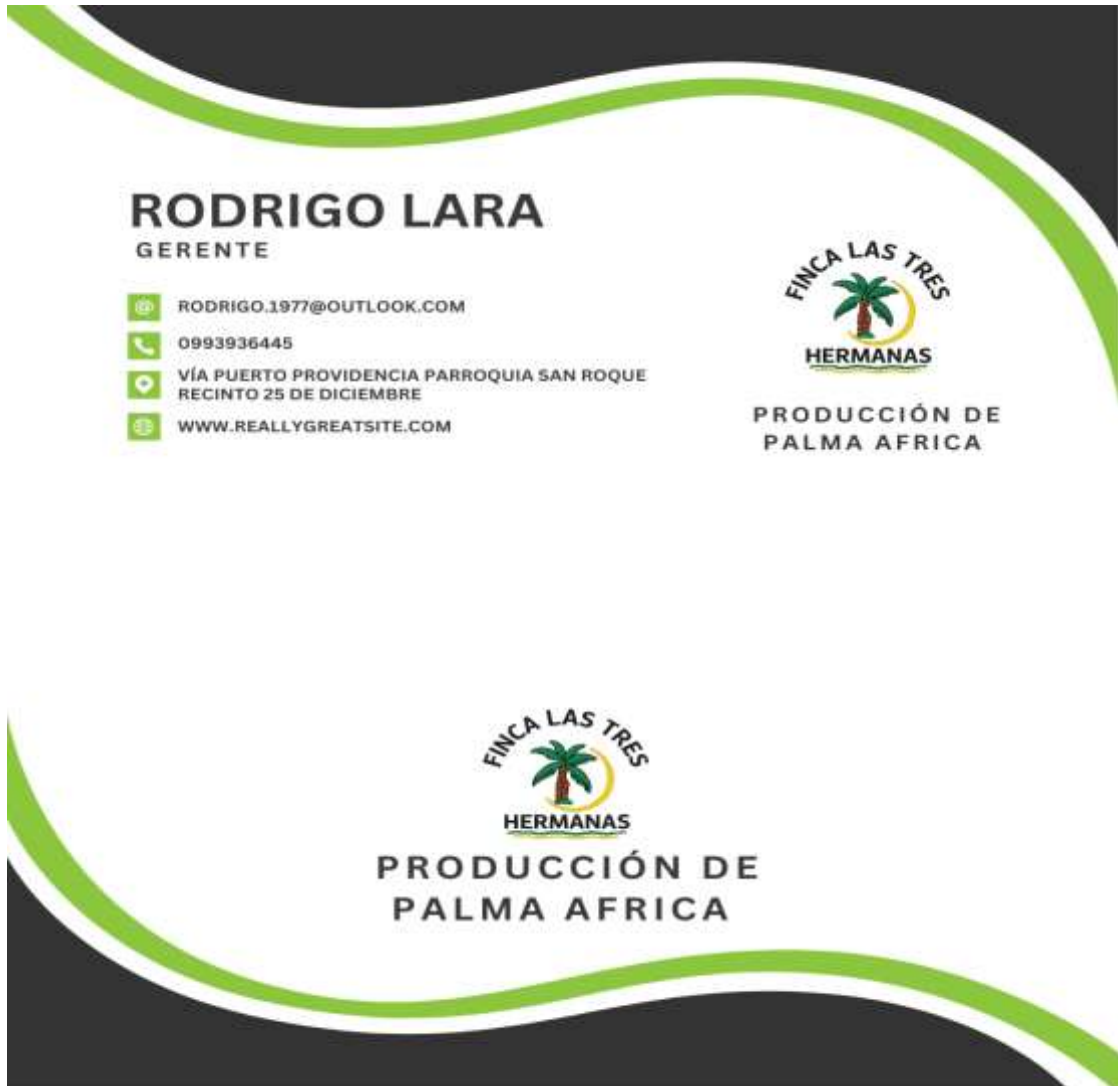 RODRIGO LARA
GERENTE
RODRIGO.1977@OUTLOOK.COM
0993936445
VÍA PUERTO PROVIDENCIA PARROQUIA SAN ROQUE
RECINTO 25 DE DICIEMBRE
WWW.REALLYGREATSITE.COM
FINCA LAS TRES
HERMANAS
PRODUCCIÓN DE
PALMA AFRICA
FINCA LAS TRES
HERMANAS
PRODUCCIÓN DE
PALMA AFRICA